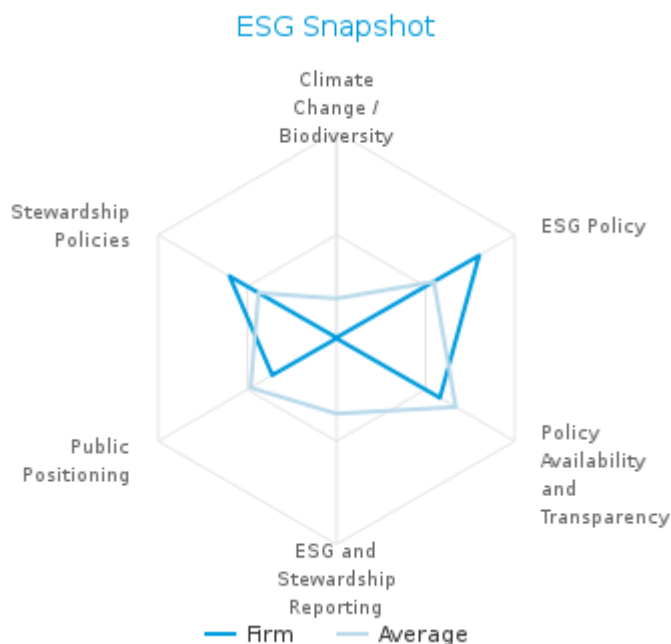 ESG Snapshot
Climate
Change /
Biodiversity
ESG Policy
Policy
Availability
and
Transparency
ESG and
Stewardship
Reporting
Public
Positioning
Stewardship
Policies
Firm
Average